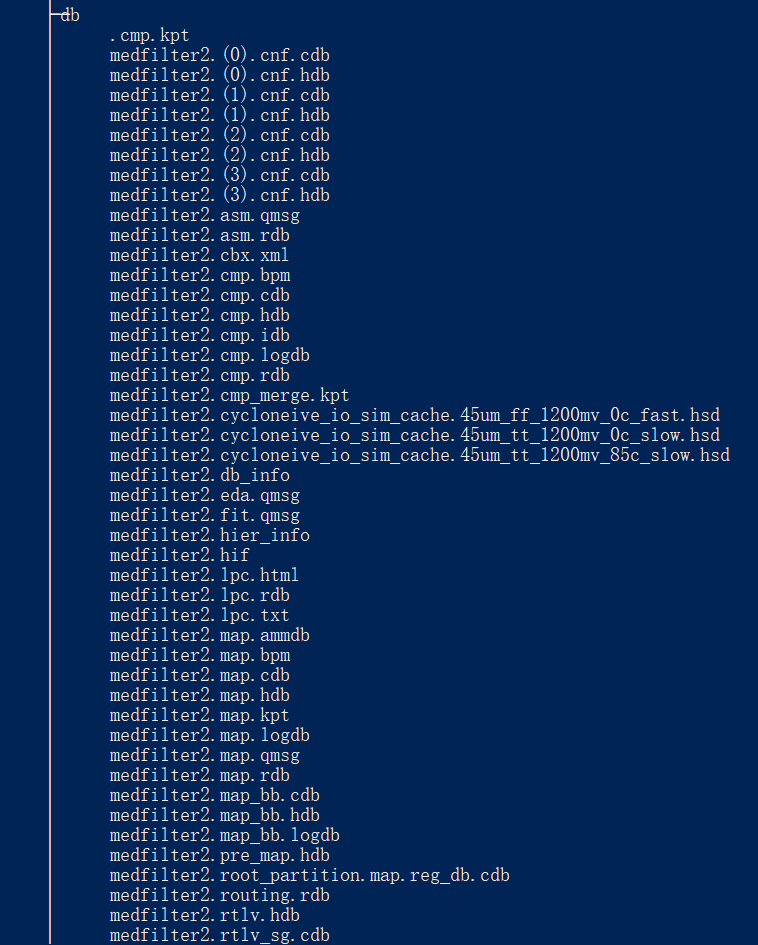 db
.cmp.kpt
medfilter2.(0).cnf.cdb
medfilter2.(0).cnf.hdb
medfilter2.(1).cnf.cdb
medfilter2.(1).cnf.hdb
medfilter2.(2).cnf.cdb
medfilter2.(2).cnf.hdb
medfilter2.(3).cnf.cdb
medfilter2.(3).cnf.hdb
medfilter2.asm.qmsg
medfilter2.asm.rdb
medfilter2.cbx.xml
medfilter2.cmp.bpm
medfilter2.cmp.cdb
medfilter2.cmp.hdb
medfilter2.cmp.idb
medfilter2.cmp.logdb
medfilter2.cmp.rdb
medfilter2.cmp_merge.kpt
medfilter2.cycloneive_io_sim_cache.45um_ff_1200mv_0c_fast.hsd
medfilter2.cycloneive_io_sim_cache.45um_tt_1200mv_0c_slow.hsd
medfilter2.cycloneive_io_sim_cache.45um_tt_1200mv_85c_slow.hsd
medfilter2.db_info
medfilter2.eda.qmsg
medfilter2.fit.qmsg
medfilter2.hier_info
medfilter2.hif
medfilter2.lpc.html
medfilter2.lpc.rdb
medfilter2.lpc.txt
medfilter2.map.ammdb
medfilter2.map.bpm
medfilter2.map.cdb
medfilter2.map.hdb
medfilter2.map.kpt
medfilter2.map.logdb
medfilter2.map.qmsg
medfilter2.map.rdb
medfilter2.map_bb.cdb
medfilter2.map_bb.hdb
medfilter2.map_bb.logdb
medfilter2.pre_map.hdb
medfilter2.root_partition.map.reg_db.cdb
medfilter2.routing.rdb
medfilter2.rtlv.hdb
medfilter2.rtlv_sg.cdb